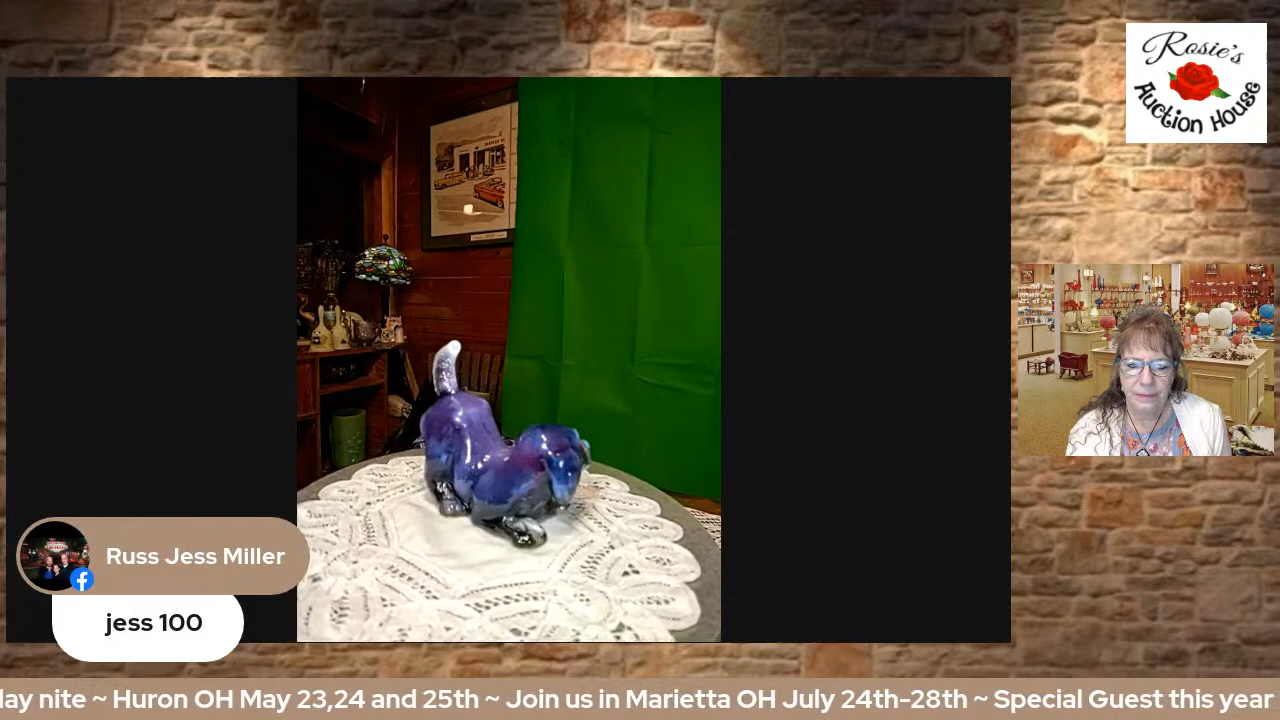 Rosie's
Auction House
Russ Jess Miller
jess 100
lay nite ~ Huron OH May 23,24 and 25th ~ Join us in Marietta OH July 24th-28th ~ Special Guest this year